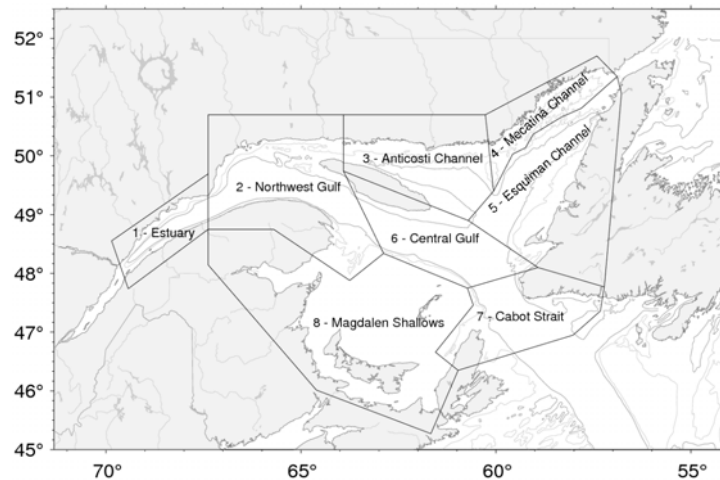 52°
51°
50°
49°
48°
47°
46°
45°
70°
65°
60°
55°
1 - Estuary
2 - Northwest Gulf
3 - Anticosti Channel
4 - Mecatina Channel
5 - Esquiman Channel
6 - Central Gulf
7 - Cabot Strait
8 - Magdalen Shallows